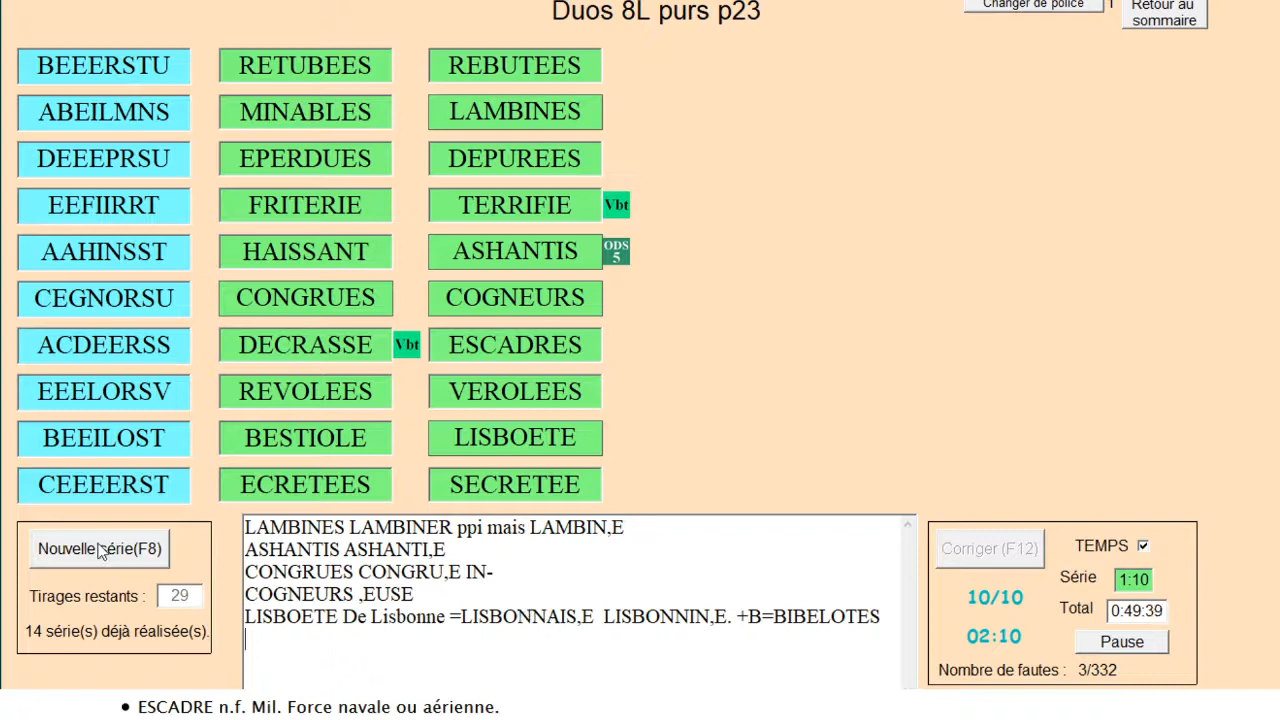 Duos 8L purs p23
Changer de police
1
Retour au
sommaire
BEEERSTU RETUBEES REBUTEES
ABEILMNS MINABLES LAMBINES
DEEEPRSU EPERDUES DEPUREES
EEFIIRRT FRITERIE TERRIFIE Vbt
AAHINSST HAISSANT ASHANTIS ODS 5
CEGNORSU CONGRUES COGNEURS
ACDEERSS DECRASSE Vbt ESCADRES
EEELORSV REVOLEES VEROLEES
BEEILOST BESTIOLE LISBOETE
CEEEERST ECRETEES SECRETEE
Nouvelle série(F8)
Tirages restants : 29
14 série(s) déjà réalisée(s).
LAMBINES LAMBINER ppi mais LAMBIN,E
ASHANTIS ASHANTI,E
CONGRUES CONGRU,E IN-
COGNEURS ,EUSE
LISBOETE De Lisbonne =LISBONNAIS,E LISBONNIN,E. +B=BIBELOTES
Corriger (F12) TEMPS
Série 1:10
10/10 Total 0:49:39
02:10 Pause
Nombre de fautes : 3/332
• ESCADRE n.f. Mil. Force navale ou aérienne.